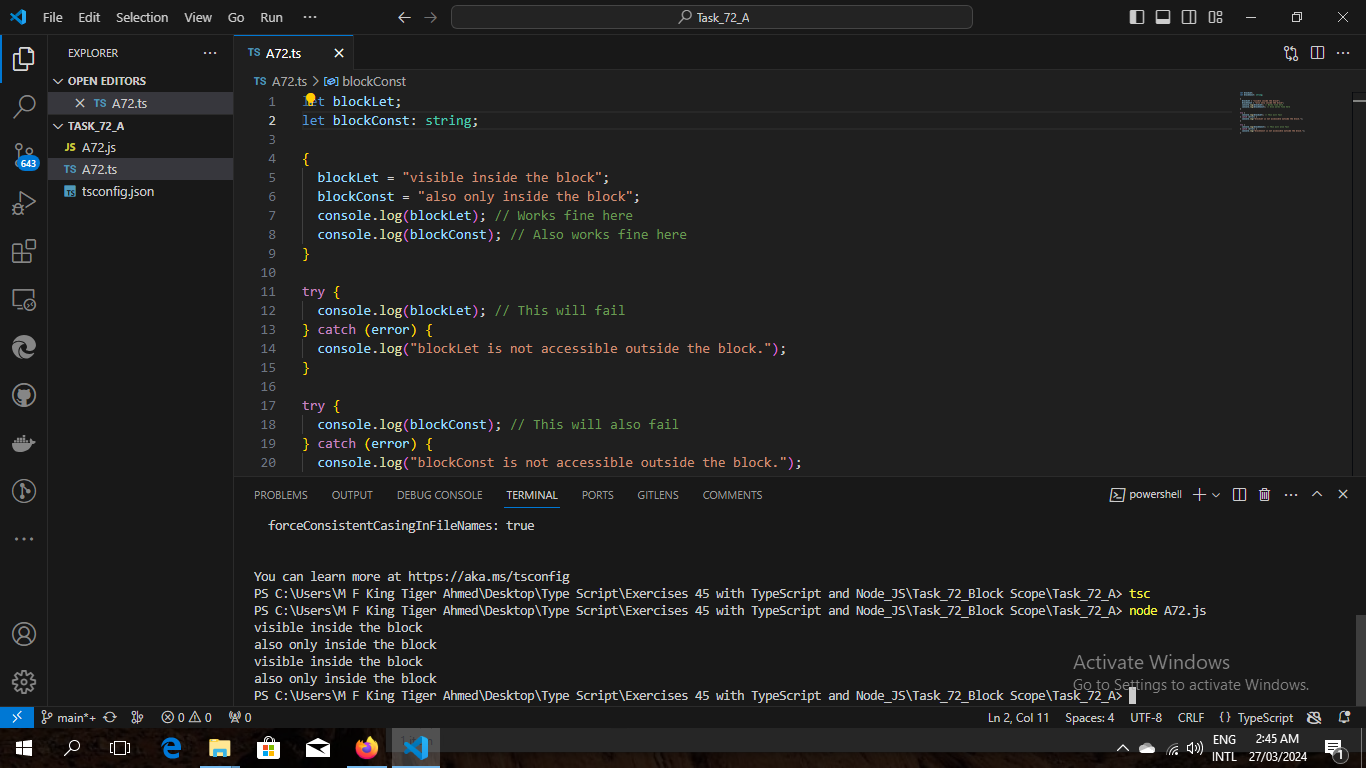 File Edit Selection View Go Run ··· Task_72_A
EXPLORER ···
OPEN EDITORS
TS A72.ts
TASK_72_A
JS A72.js
TS A72.ts
TS tsconfig.json
643
TS A72.ts
TS A72.ts > blockConst
1 let blockLet;
2 let blockConst: string;
3
4 {
5 blockLet = "visible inside the block";
6 blockConst = "also only inside the block";
7 console.log(blockLet); // Works fine here
8 console.log(blockConst); // Also works fine here
9 }
10
11 try {
12 console.log(blockLet); // This will fail
13 } catch (error) {
14 console.log("blockLet is not accessible outside the block.");
15 }
16
17 try {
18 console.log(blockConst); // This will also fail
19 } catch (error) {
20 console.log("blockConst is not accessible outside the block.");
PROBLEMS OUTPUT DEBUG CONSOLE TERMINAL PORTS GITLENS COMMENTS powershell
forceConsistentCasingInFileNames: true
You can learn more at https://aka.ms/tsconfig
PS C:\Users\M F King Tiger Ahmed\Desktop\Type Script\Exercises 45 with TypeScript and Node_JS\Task_72_Block Scope\Task_72_A> tsc
PS C:\Users\M F King Tiger Ahmed\Desktop\Type Script\Exercises 45 with TypeScript and Node_JS\Task_72_Block Scope\Task_72_A> node A72.js
visible inside the block
also only inside the block
visible inside the block
also only inside the block
PS C:\Users\M F King Tiger Ahmed\Desktop\Type Script\Exercises 45 with TypeScript and Node_JS\Task_72_Block Scope\Task_72_A>
Activate Windows
Go to Settings to activate Windows.
main*+ 0 0 0 Ln 2, Col 11 Spaces: 4 UTF-8 CRLF {} TypeScript
ENG
INTL
2:45 AM
27/03/2024
1